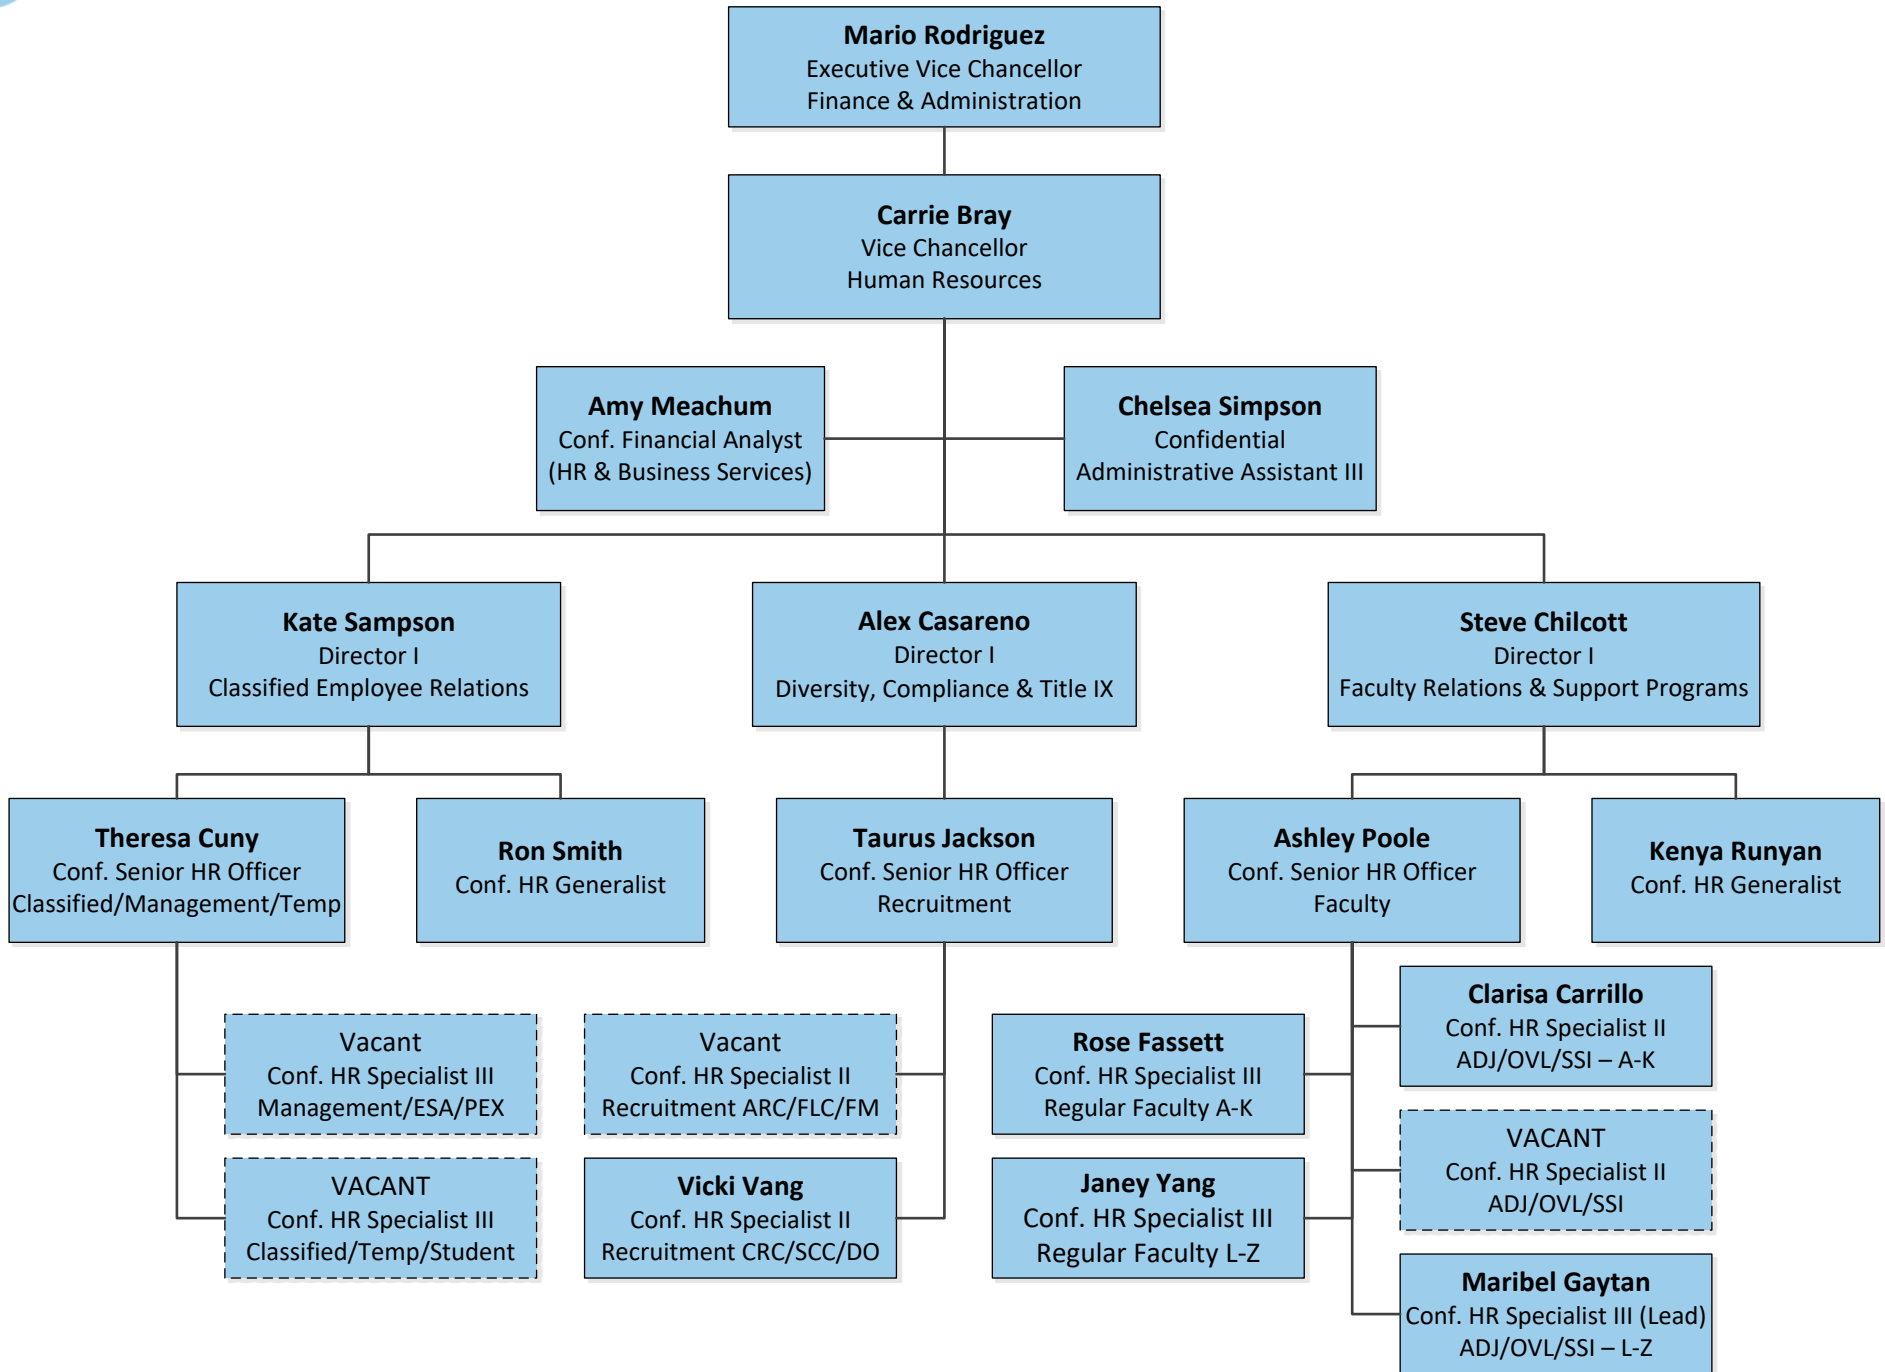 Mario Rodriguez
Executive Vice Chancellor
Finance & Administration
Carrie Bray
Vice Chancellor
Human Resources
Amy Meachum
Conf. Financial Analyst
(HR & Business Services)
Chelsea Simpson
Confidential
Administrative Assistant III
Kate Sampson
Director I
Classified Employee Relations
Alex Casareno
Director I
Diversity, Compliance & Title IX
Steve Chilcott
Director I
Faculty Relations & Support Programs
Theresa Cuny
Conf. Senior HR Officer
Classified/Management/Temp
Ron Smith
Conf. HR Generalist
Taurus Jackson
Conf. Senior HR Officer
Recruitment
Ashley Poole
Conf. Senior HR Officer
Faculty
Kenya Runyan
Conf. HR Generalist
Vacant
Conf. HR Specialist III
Management/ESA/PEX
VACANT
Conf. HR Specialist III
Classified/Temp/Student
Vacant
Conf. HR Specialist II
Recruitment ARC/FLC/FM
Vicki Vang
Conf. HR Specialist II
Recruitment CRC/SCC/DO
Rose Fassett
Conf. HR Specialist III
Regular Faculty A-K
Janey Yang
Conf. HR Specialist III
Regular Faculty L-Z
Clarisa Carrillo
Conf. HR Specialist II
ADJ/OVL/SSI – A-K
VACANT
Conf. HR Specialist II
ADJ/OVL/SSI
Maribel Gaytan
Conf. HR Specialist III (Lead)
ADJ/OVL/SSI – L-Z